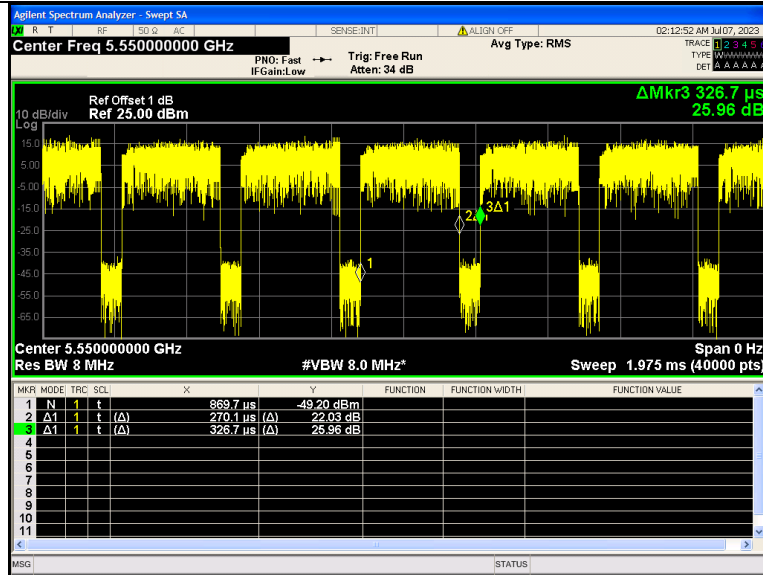 Agilent Spectrum Analyzer - Swept SA
LXI R T RF 50 Ω AC SENSE:INT ALIGN OFF 02:12:52 AM Jul 07, 2023
Center Freq 5.550000000 GHz
PNO: Fast
IFGain:Low
Trig: Free Run
Atten: 34 dB
Avg Type: RMS
TRACE 1 2 3 4 5
TYPE
DET A A A A A
ΔMkr3 326.7 µs
25.96 dB
Ref Offset 1 dB
10 dB/div Ref 25.00 dBm
Log
15.0
5.00
-5.00
-15.0
-25.0
-35.0
-45.0
-55.0
-65.0
3Δ1
1
Center 5.550000000 GHz Span 0 Hz
Res BW 8 MHz #VBW 8.0 MHz* Sweep 1.975 ms (40000 pts)
MKR MODE TRC SCL X Y FUNCTION FUNCTION WIDTH FUNCTION VALUE
1 N 1 t 869.7 µs -49.20 dBm
2 Δ1 1 t (Δ) 270.1 µs (Δ) 22.03 dB
3 Δ1 1 t (Δ) 326.7 µs (Δ) 25.96 dB
4
5
6
7
8
9
10
11
MSG STATUS